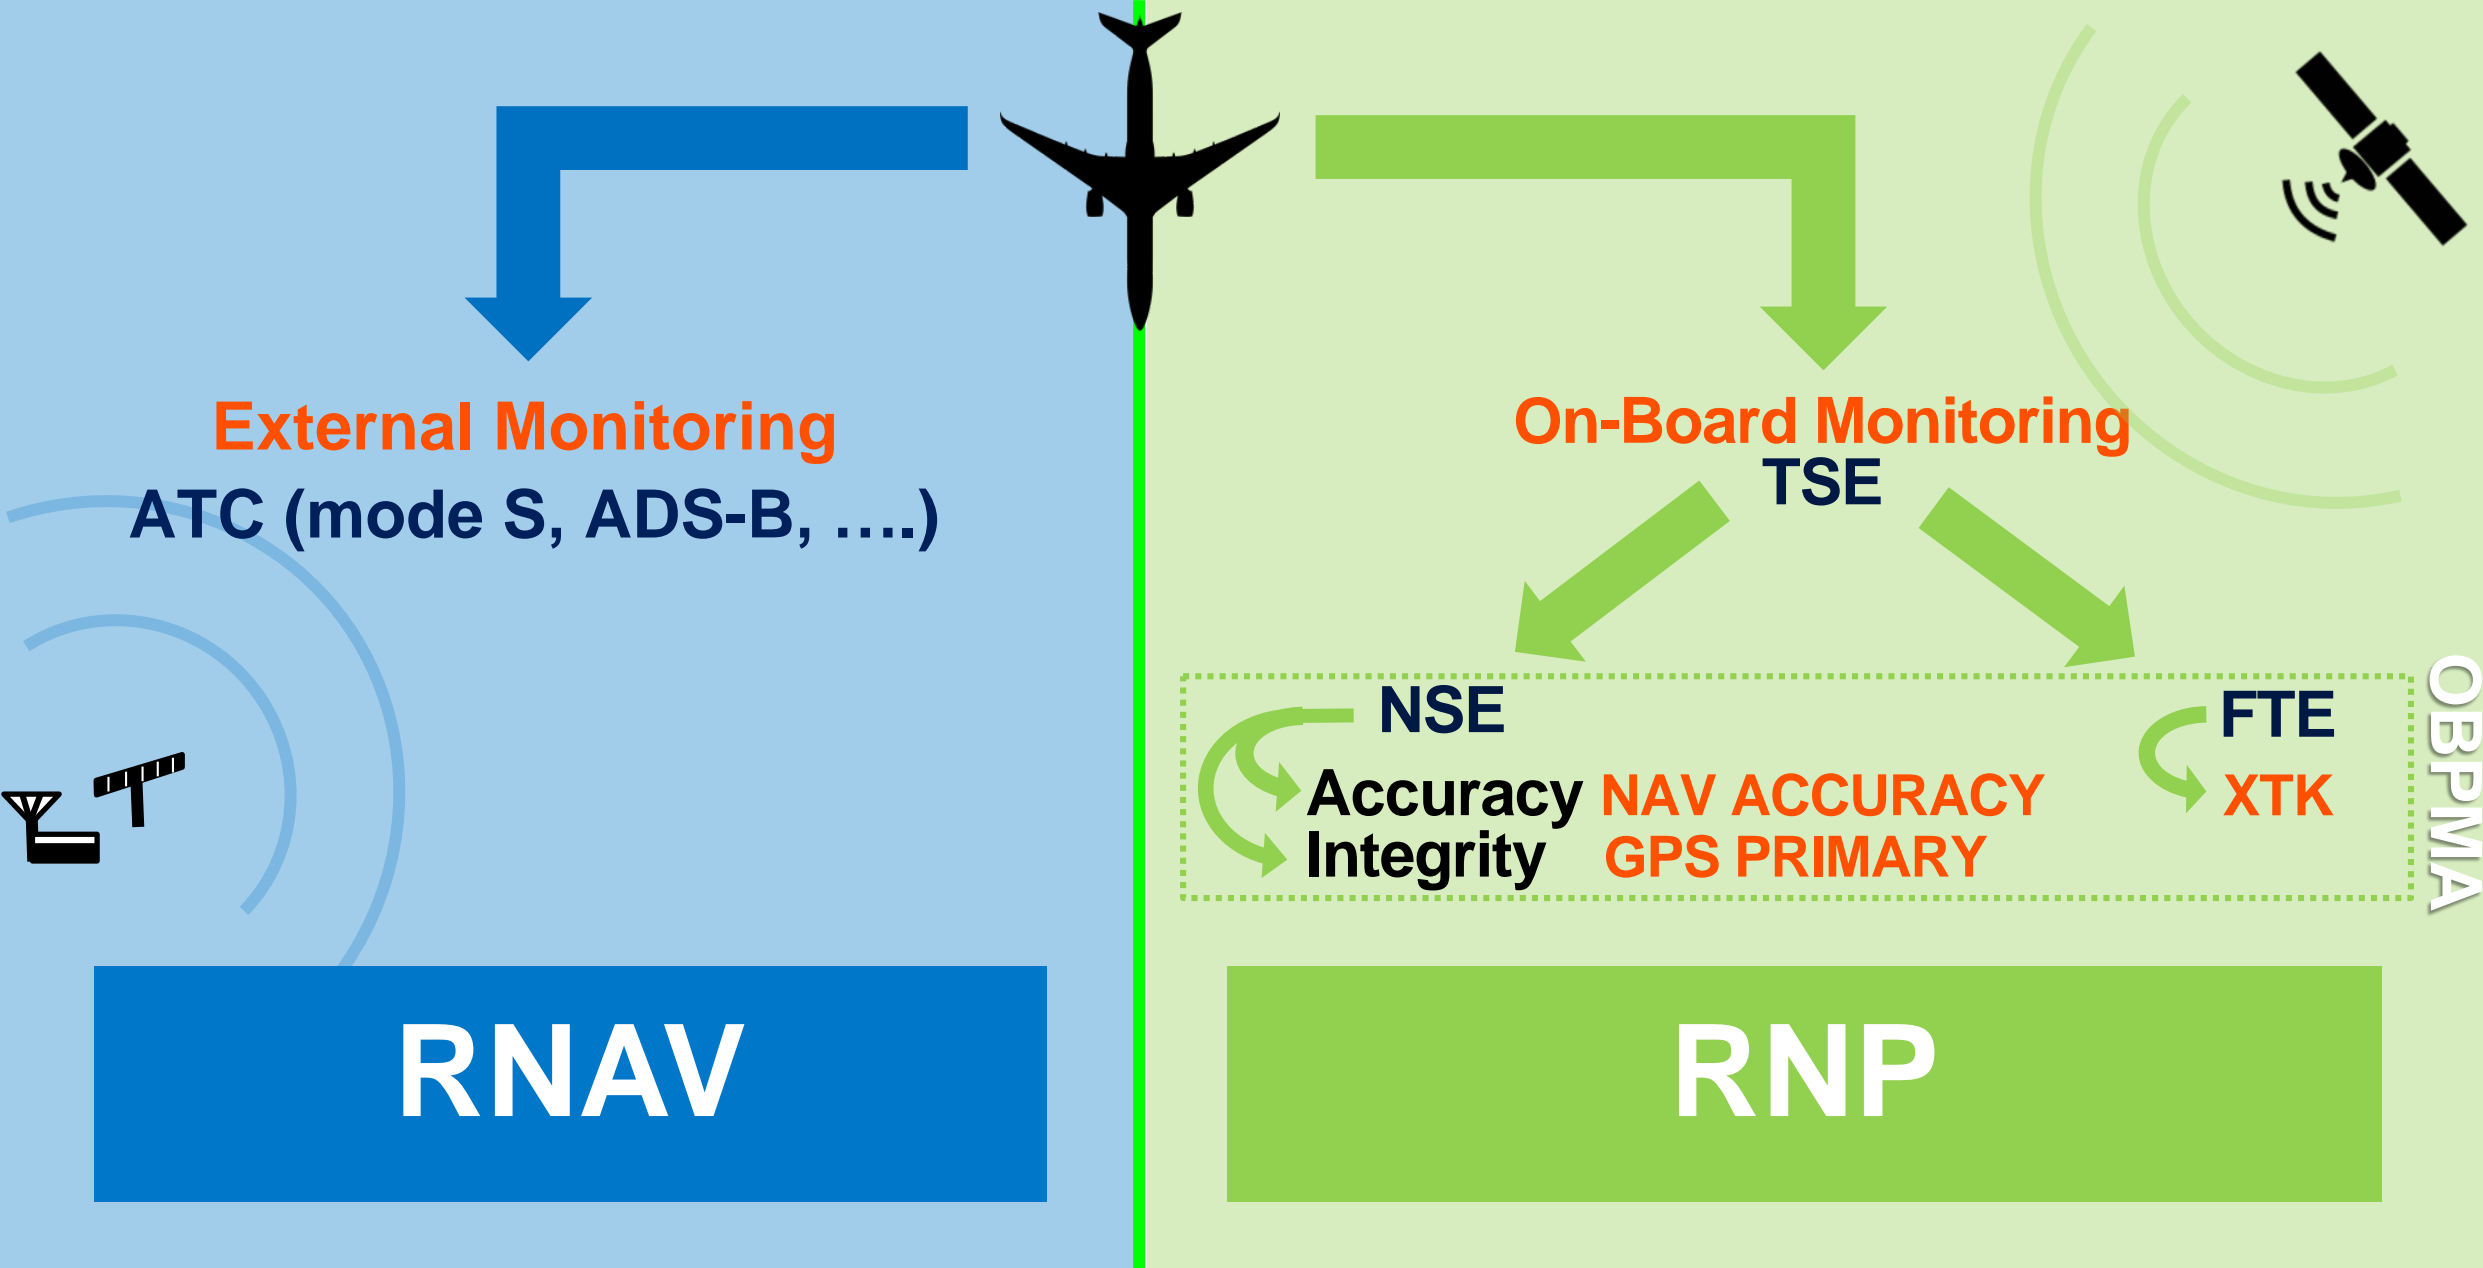 External Monitoring
ATC (mode S, ADS-B, ….)
RNAV
On-Board Monitoring
TSE
NSE
FTE
Accuracy NAV ACCURACY
XTK
Integrity GPS PRIMARY
OBPMA
RNP